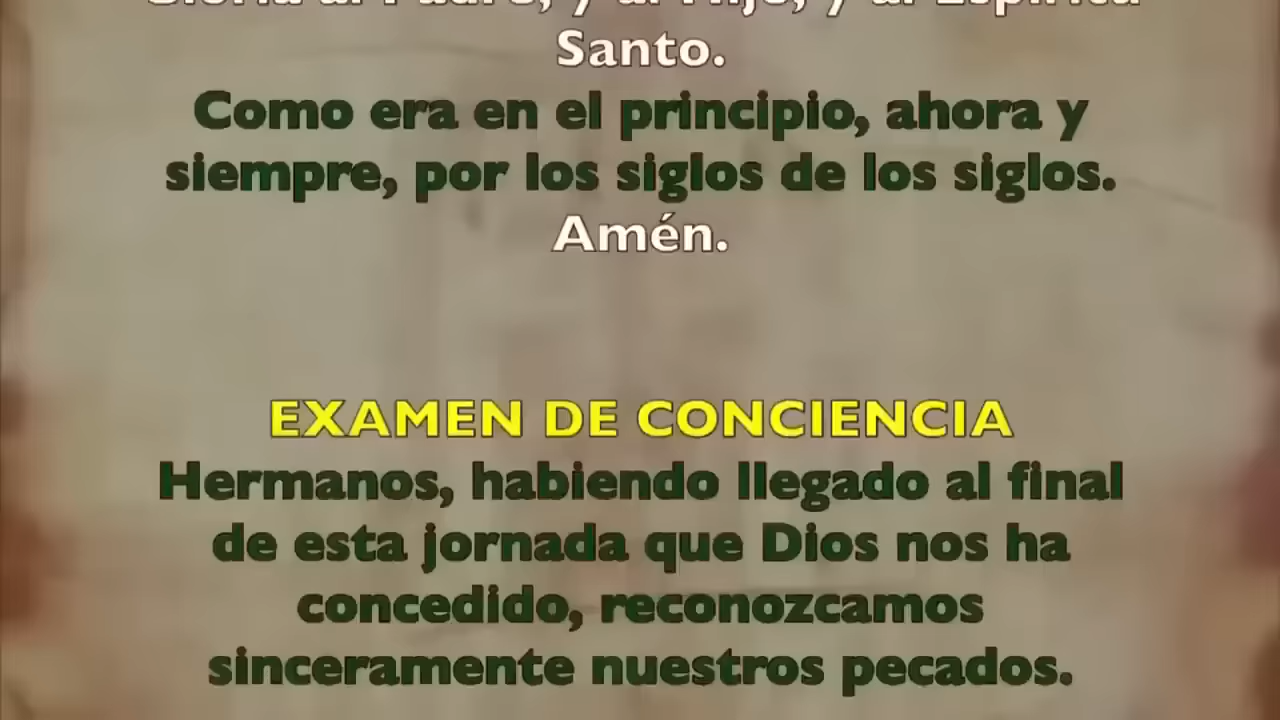 Gloria al Padre, y al Hijo, y al Espíritu
Santo.
Como era en el principio, ahora y
siempre, por los siglos de los siglos.
Amén.
EXAMEN DE CONCIENCIA
Hermanos, habiendo llegado al final
de esta jornada que Dios nos ha
concedido, reconozcamos
sinceramente nuestros pecados.